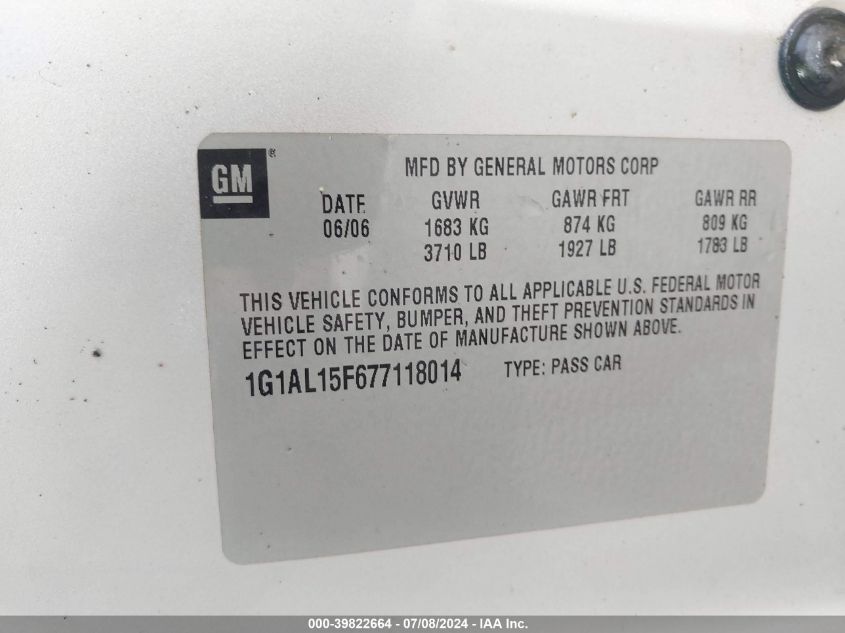 GM®
MFD BY GENERAL MOTORS CORP
DATE GVWR GAWR FRT GAWR RR
06/06 1683 KG 874 KG 809 KG
3710 LB 1927 LB 1783 LB
THIS VEHICLE CONFORMS TO ALL APPLICABLE U.S. FEDERAL MOTOR
VEHICLE SAFETY, BUMPER, AND THEFT PREVENTION STANDARDS IN
EFFECT ON THE DATE OF MANUFACTURE SHOWN ABOVE.
1G1AL15F677118014 TYPE: PASS CAR
000-39822664 - 07/08/2024 - IAA Inc.